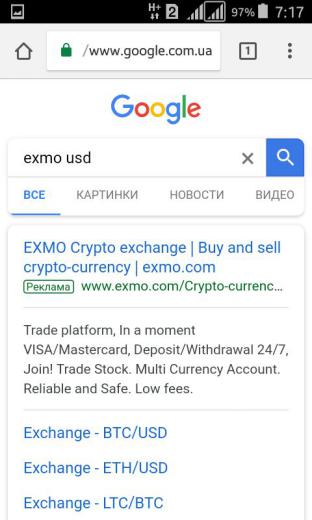 H+ 2 97% 7:17
/www.google.com.ua 1
Google
exmo usd
ВСЕ КАРТИНКИ НОВОСТИ ВИДЕО
EXMO Crypto exchange | Buy and sell
crypto-currency | exmo.com
Реклама www.exmo.com/Crypto-currenc...
Trade platform, In a moment
VISA/Mastercard, Deposit/Withdrawal 24/7,
Join! Trade Stock. Multi Currency Account.
Reliable and Safe. Low fees.
Exchange - BTC/USD
Exchange - ETH/USD
Exchange - LTC/BTC